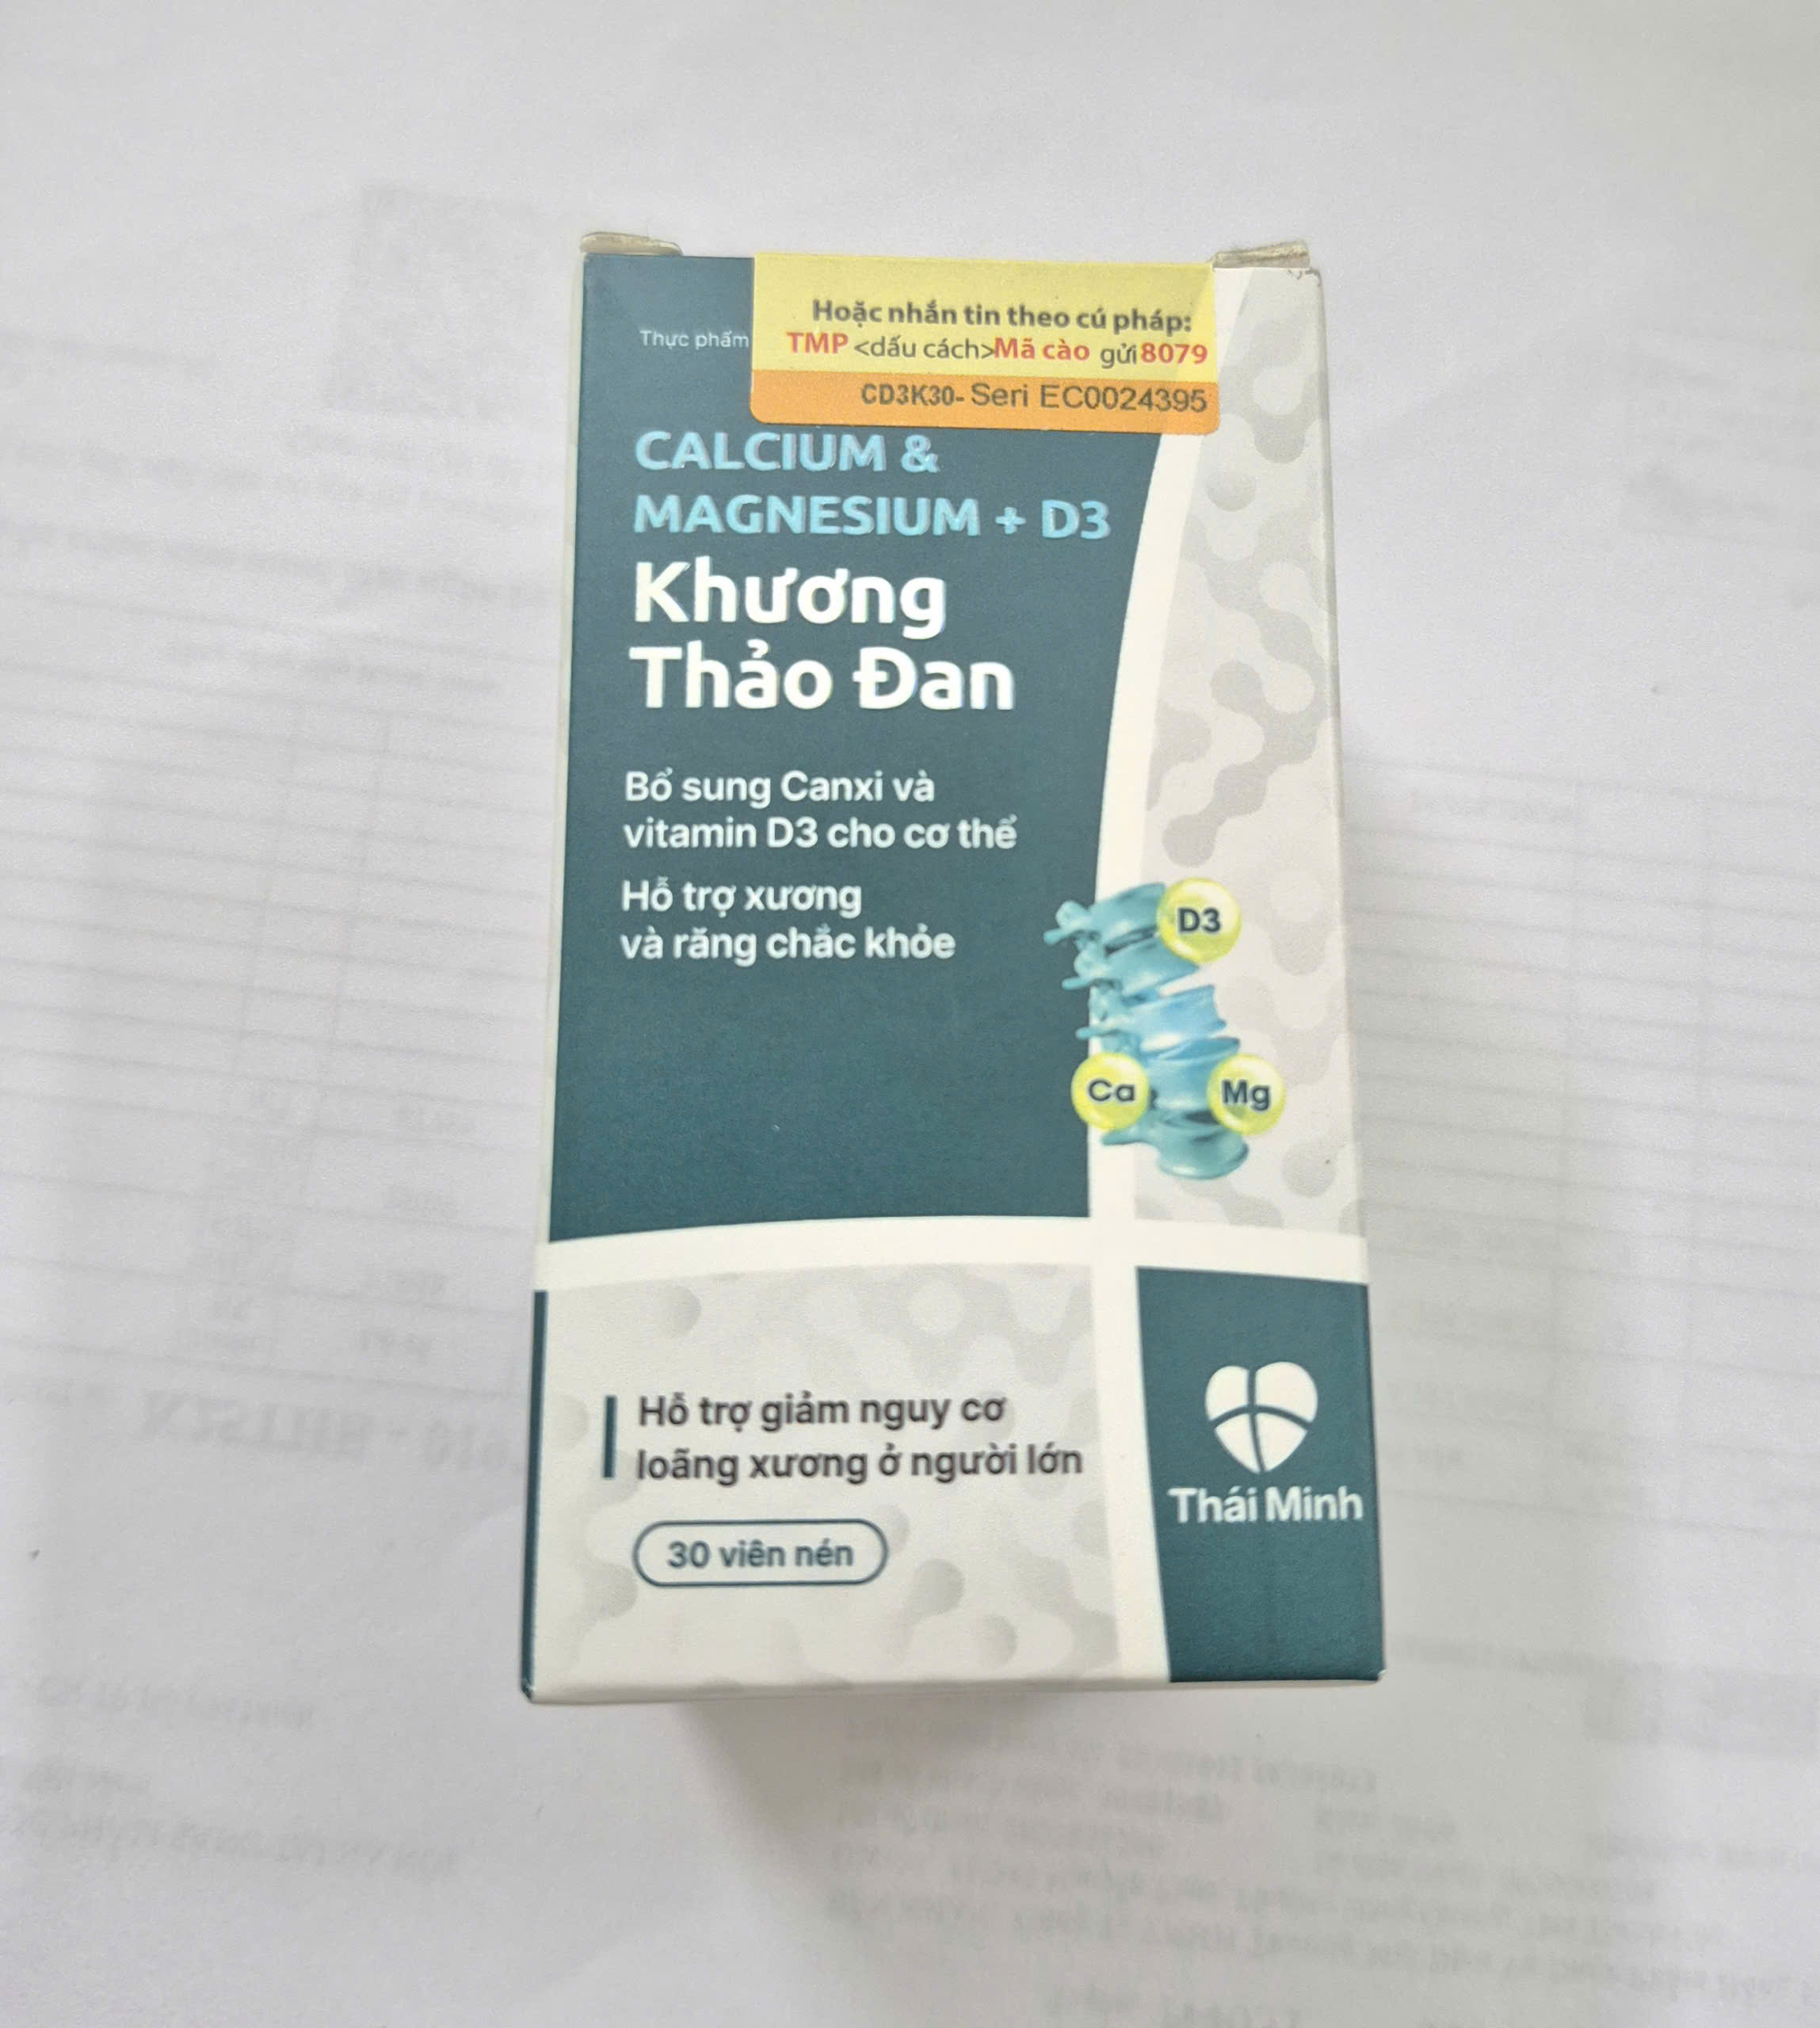 Hoặc nhắn tin theo cú pháp:
Thực phẩm
TMP <dấu cách>Mã cào gửi 8079
CD3K30- Seri EC0024395
CALCIUM &
MAGNESIUM + D3
Khương
Thảo Đan
Bổ sung Canxi và
vitamin D3 cho cơ thể
Hỗ trợ xương
và răng chắc khỏe
D3
Ca
Mg
Hỗ trợ giảm nguy cơ
loãng xương ở người lớn
30 viên nén
Thái Minh